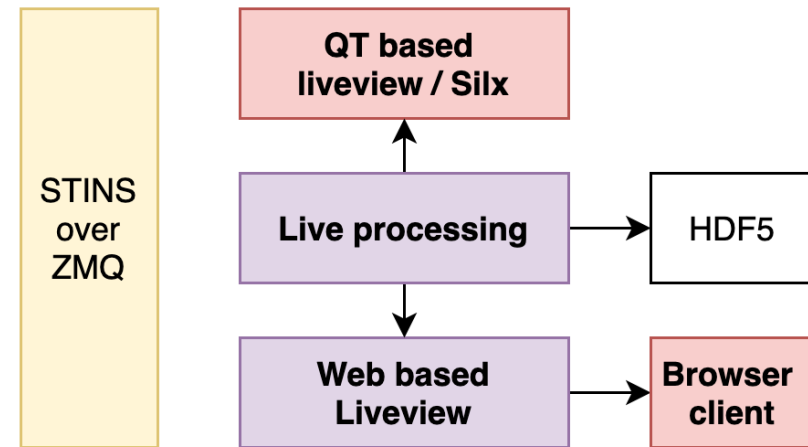 STINS
over
ZMQ
QT based
liveview / Silx
Live processing
HDF5
Web based
Liveview
Browser
client